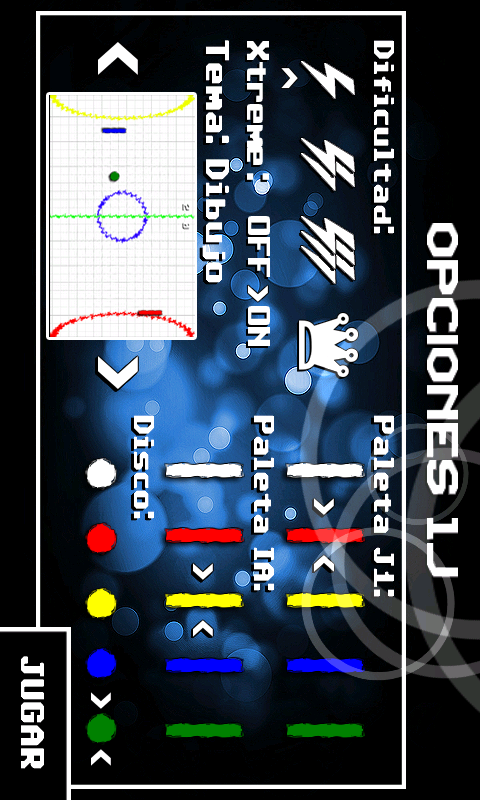 OPCIONES 1J
Dificultad:
Xtreme: OFF >ON
Tema: Dibujo
Paleta J1:
Paleta IA:
Disco:
JUGAR